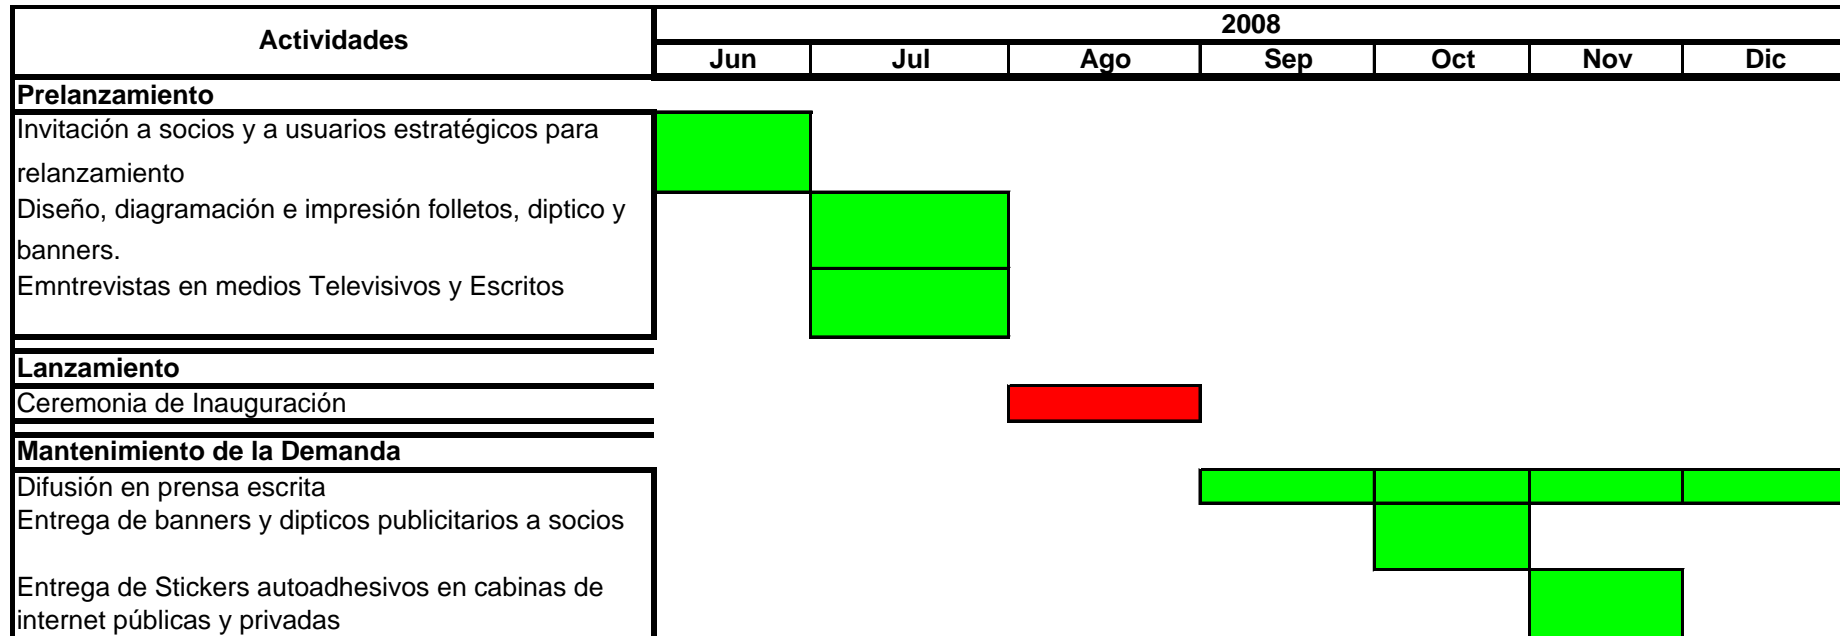 Actividades
2008
Jun Jul Ago Sep Oct Nov Dic
Prelanzamiento
Invitación a socios y a usuarios estratégicos para
relanzamiento
Diseño, diagramación e impresión folletos, diptico y
banners.
Emntrevistas en medios Televisivos y Escritos
Lanzamiento
Ceremonia de Inauguración
Mantenimiento de la Demanda
Difusión en prensa escrita
Entrega de banners y dipticos publicitarios a socios
Entrega de Stickers autoadhesivos en cabinas de
internet públicas y privadas